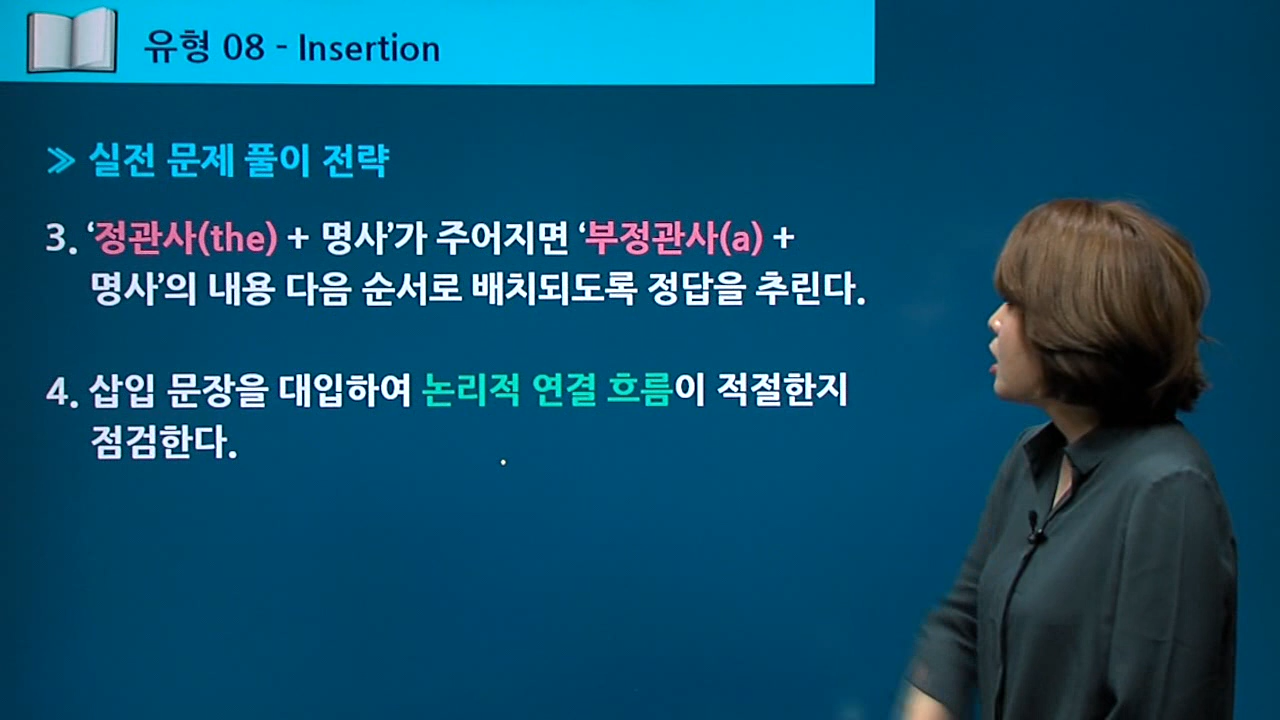 유형 08 - Insertion
≫ 실전 문제 풀이 전략
3. ‘정관사(the) + 명사’가 주어지면 ‘부정관사(a) +
명사’의 내용 다음 순서로 배치되도록 정답을 추린다.
4. 삽입 문장을 대입하여 논리적 연결 흐름이 적절한지
점검한다.